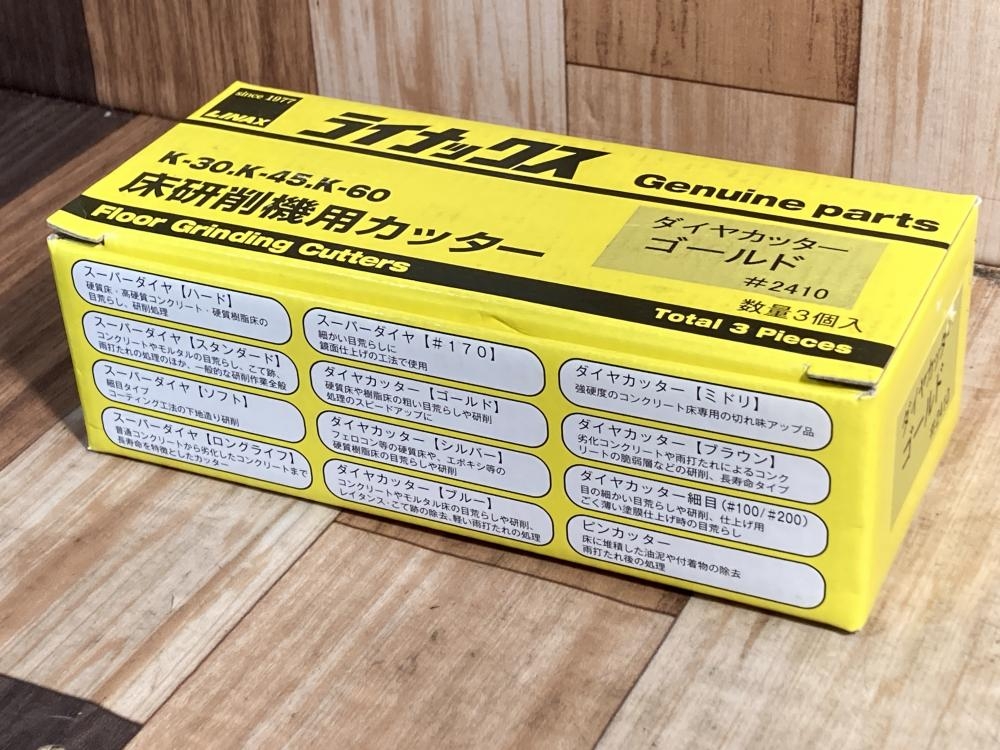 since 1977
LINAX
ライナックス
Genuine parts
K-30.K-45.K-60
床研削機用カッター
Floor Grinding Cutters
ダイヤカッター
ゴールド
#2410
数量3個入
Total 3 Pieces
スーパーダイヤ【ハード】
硬質床・高硬質コンクリート・硬質樹脂床の
目荒らし、研削処理
スーパーダイヤ【スタンダード】
コンクリートやモルタルの目荒らし、こて跡、
雨打たれの処理のほか、一般的な研削作業全般
スーパーダイヤ【ソフト】
細目タイプ
コーティング工法の下地造り研削
スーパーダイヤ【ロングライフ】
普通コンクリートから劣化したコンクリートまで
長寿命を特徴としたカッター
スーパーダイヤ【#170】
細かい目荒らしに
鏡面仕上げの工法で使用
ダイヤカッター【ゴールド】
硬質床や樹脂床の粗い目荒らしや研削
処理のスピードアップに
ダイヤカッター【シルバー】
フェロコン等の硬質床や、エポキシ等の
硬質樹脂床の目荒らしや研削
ダイヤカッター【ブルー】
コンクリートやモルタル床の目荒らしや研削、
レイタンス・こて跡の除去、軽い雨打たれの処理
ダイヤカッター【ミドリ】
強硬度のコンクリート床専用の切れ味アップ品
ダイヤカッター【ブラウン】
劣化コンクリートや雨打たれによるコンク
リートの脆弱層などの研削、長寿命タイプ
ダイヤカッター細目(#100/#200)
目の細かい目荒らしや研削、仕上げ用
ごく薄い塗膜仕上げ時の目荒らし
ピンカッター
床に堆積した油泥や付着物の除去
雨打たれ後の処理
ダイヤカッター
ゴールド
#2410